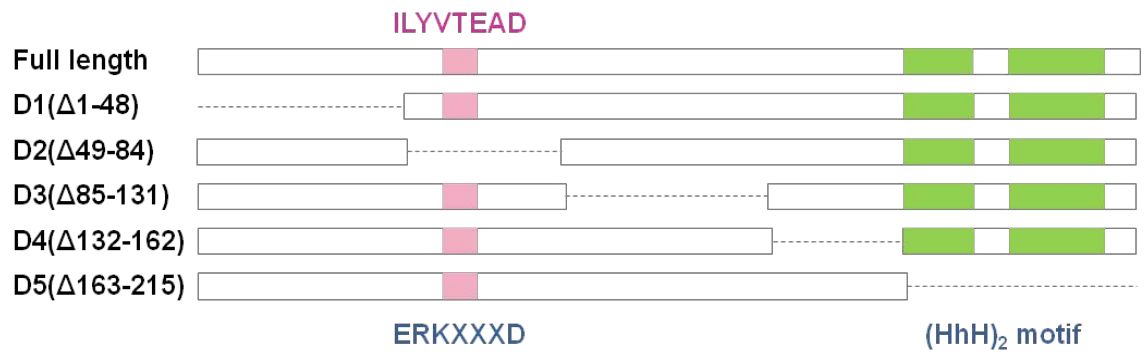 ILYVTEAD
Full length
D1(Δ1-48)
D2(Δ49-84)
D3(Δ85-131)
D4(Δ132-162)
D5(Δ163-215)
ERKXXXD (HhH)₂ motif